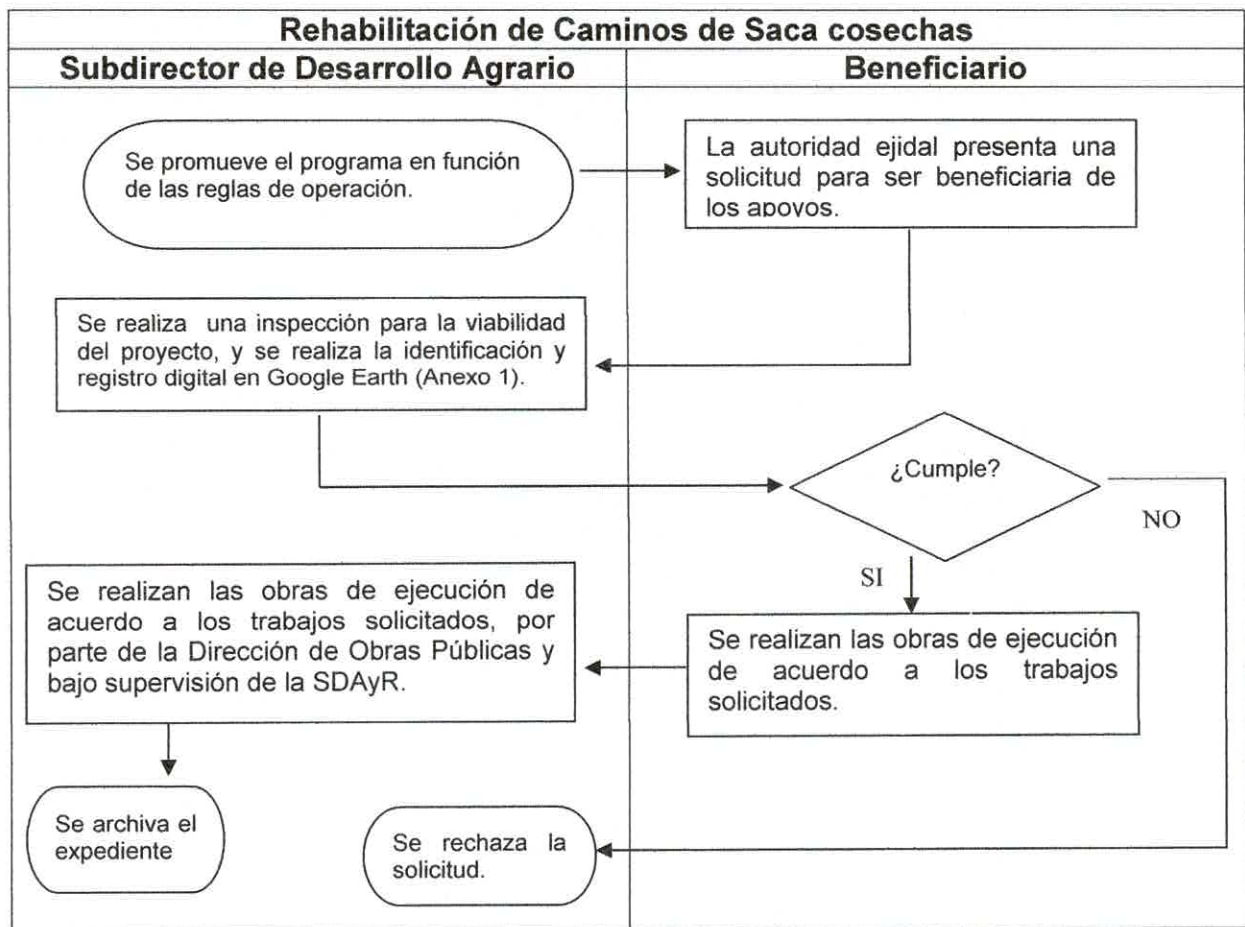 Rehabilitación de Caminos de Saca cosechas
Subdirector de Desarrollo Agrario
Beneficiario
Se promueve el programa en función
de las reglas de operación.
La autoridad ejidal presenta una
solicitud para ser beneficiaria de
los apoyos.
Se realiza una inspección para la viabilidad
del proyecto, y se realiza la identificación y
registro digital en Google Earth (Anexo 1).
¿Cumple?
NO
SI
Se realizan las obras de ejecución de
acuerdo a los trabajos solicitados, por
parte de la Dirección de Obras Públicas y
bajo supervisión de la SDAyR.
Se realizan las obras de ejecución
de acuerdo a los trabajos
solicitados.
Se archiva el
expediente
Se rechaza la
solicitud.